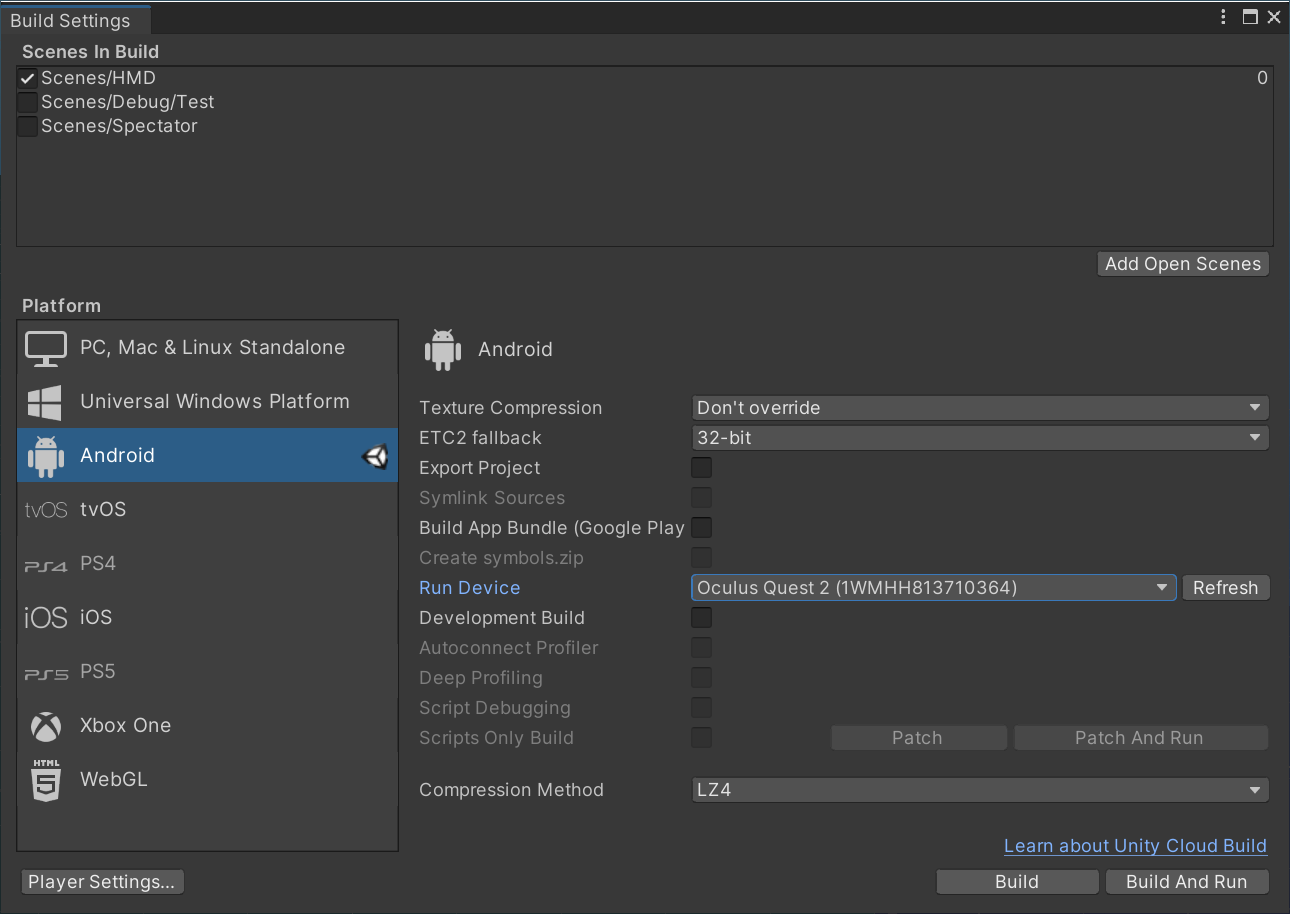 Build Settings
Scenes In Build
Scenes/HMD 0
Scenes/Debug/Test
Scenes/Spectator
Add Open Scenes
Platform
PC, Mac & Linux Standalone
Universal Windows Platform
Android
tvOS tvOS
PS4 PS4
iOS iOS
PS5 PS5
Xbox One
HTML
5 WebGL
Android
Texture Compression Don't override
ETC2 fallback 32-bit
Export Project
Symlink Sources
Build App Bundle (Google Play
Create symbols.zip
Run Device Oculus Quest 2 (1WMHH813710364) Refresh
Development Build
Autoconnect Profiler
Deep Profiling
Script Debugging
Scripts Only Build Patch Patch And Run
Compression Method LZ4
Learn about Unity Cloud Build
Player Settings... Build Build And Run